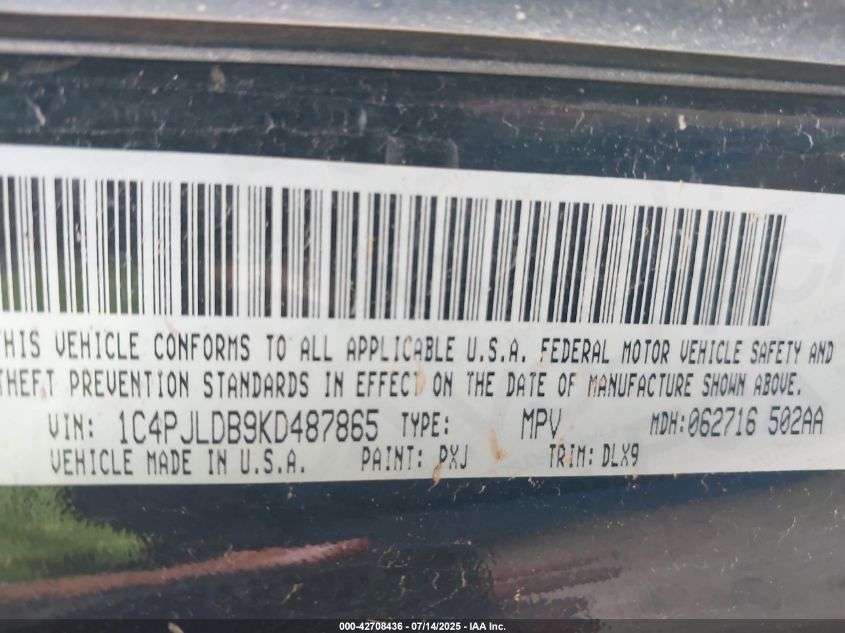 THIS VEHICLE CONFORMS TO ALL APPLICABLE U.S.A. FEDERAL MOTOR VEHICLE SAFETY AND
THEFT PREVENTION STANDARDS IN EFFECT ON THE DATE OF MANUFACTURE SHOWN ABOVE.
VIN: 1C4PJLDB9KD487865 TYPE: MPV MDH:062716 502AA
VEHICLE MADE IN U.S.A. PAINT: PXJ TRIM: DLX9
000-42708436 - 07/14/2025 - IAA Inc.